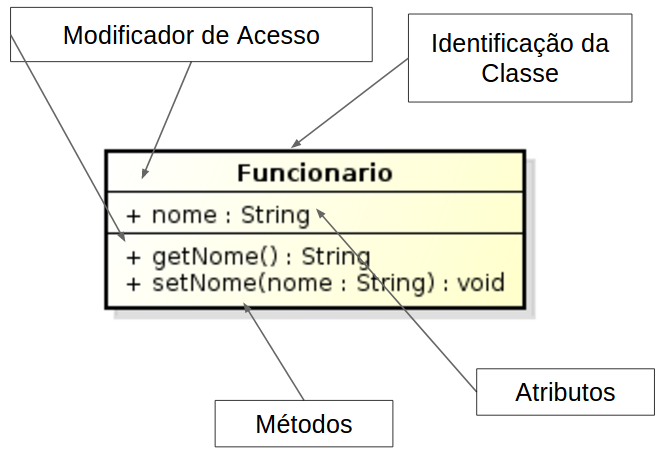 Modificador de Acesso
Identificação da
Classe
Funcionario
+ nome : String
+ getNome() : String
+ setNome(nome : String) : void
Atributos
Métodos